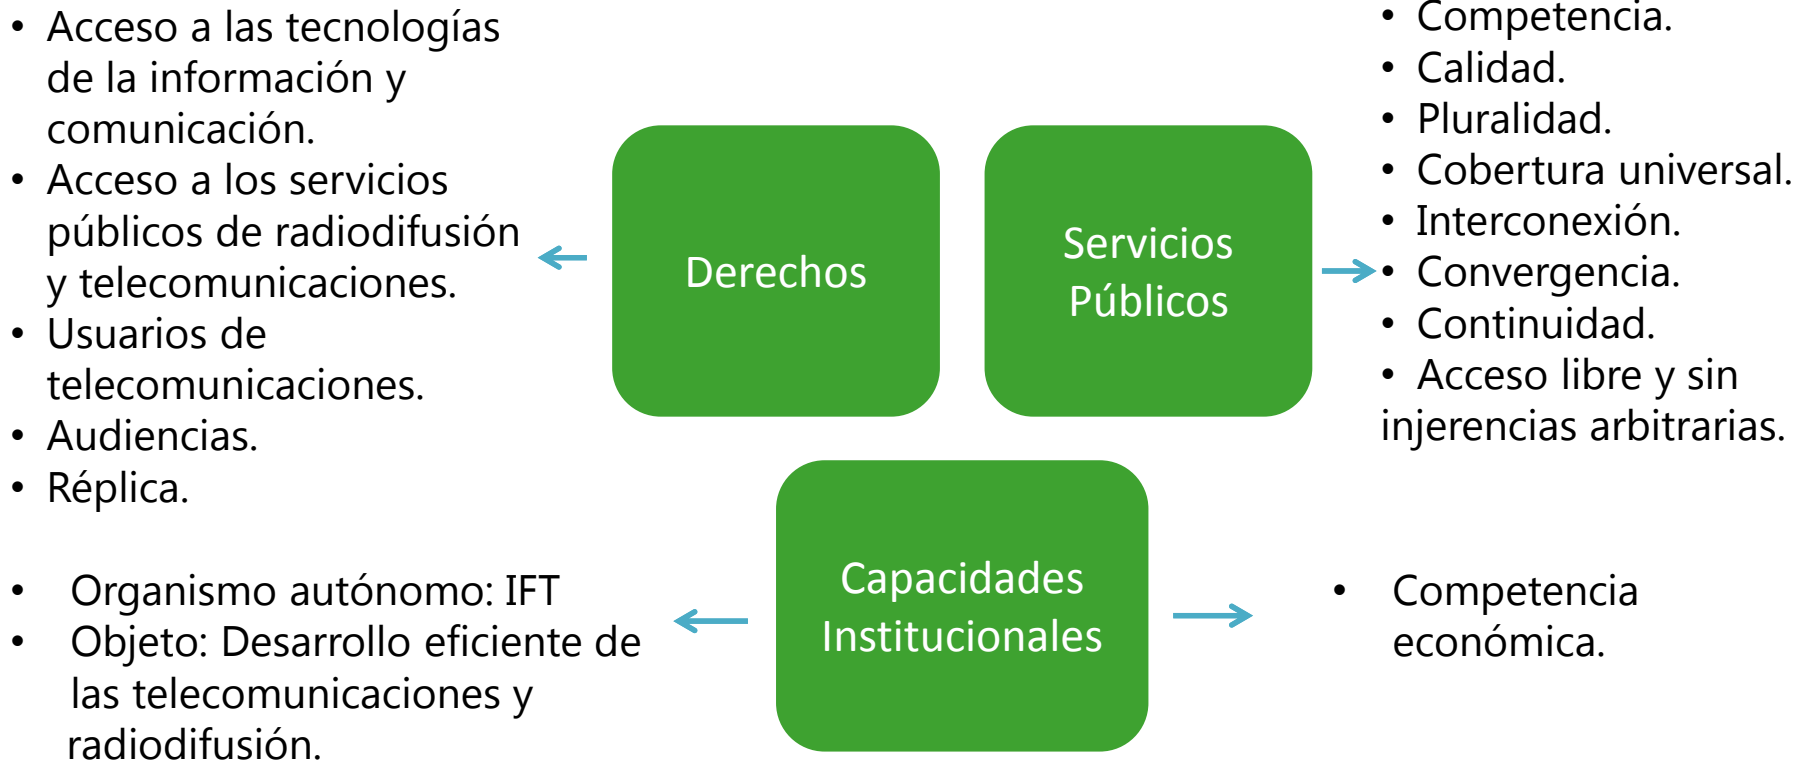 • Acceso a las tecnologías
de la información y
comunicación.
• Acceso a los servicios
públicos de radiodifusión
y telecomunicaciones.
• Usuarios de
telecomunicaciones.
• Audiencias.
• Réplica.
Derechos
Servicios
Públicos
• Competencia.
• Calidad.
• Pluralidad.
• Cobertura universal.
• Interconexión.
• Convergencia.
• Continuidad.
• Acceso libre y sin
injerencias arbitrarias.
• Organismo autónomo: IFT
• Objeto: Desarrollo eficiente de
las telecomunicaciones y
radiodifusión.
Capacidades
Institucionales
• Competencia
económica.